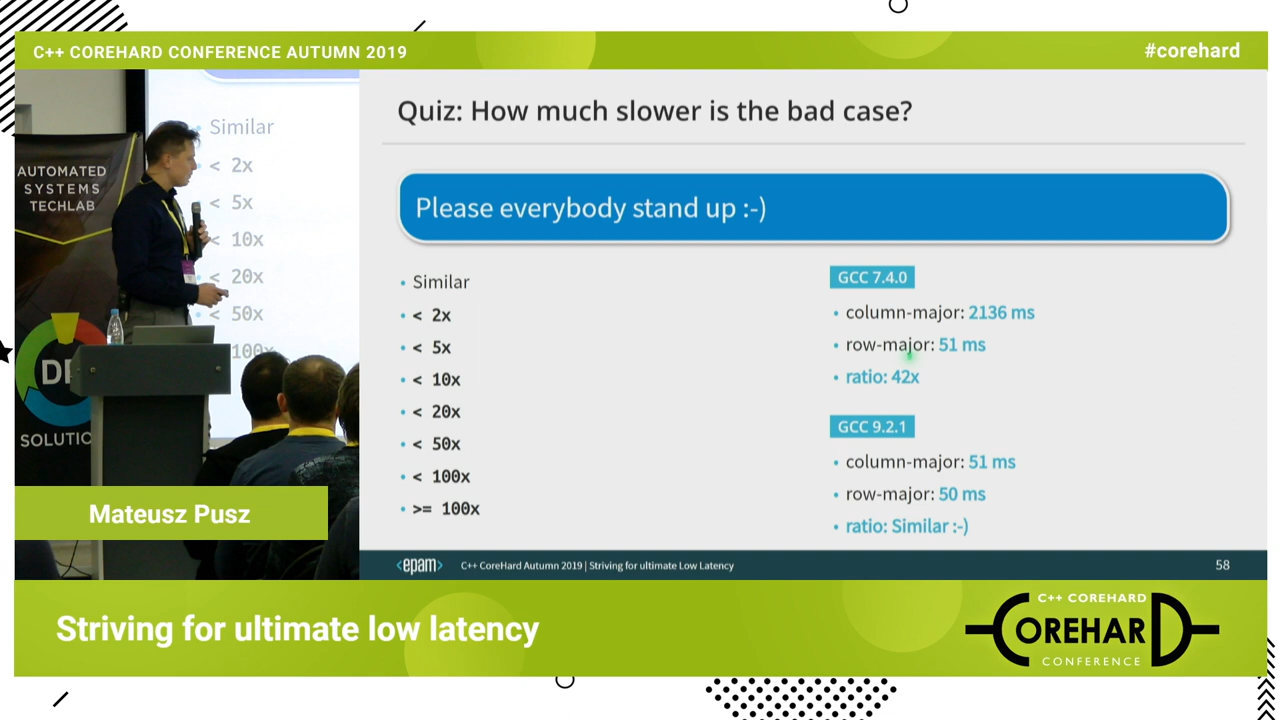 C++ COREHARD CONFERENCE AUTUMN 2019
#corehard
Similar
< 2x
< 5x
< 10x
< 20x
< 50x
100x
AUTOMATED
SYSTEMS
TECHLAB
SOLUTIO
Mateusz Pusz
Quiz: How much slower is the bad case?
Please everybody stand up :-)
• Similar
• < 2x
• < 5x
• < 10x
• < 20x
• < 50x
• < 100x
• >= 100x
GCC 7.4.0
• column-major: 2136 ms
• row-major: 51 ms
• ratio: 42x
GCC 9.2.1
• column-major: 51 ms
• row-major: 50 ms
• ratio: Similar :-)
<epam> C++ CoreHard Autumn 2019 | Striving for ultimate Low Latency 58
Striving for ultimate low latency
C++ COREHARD
COREHARD
CONFERENCE